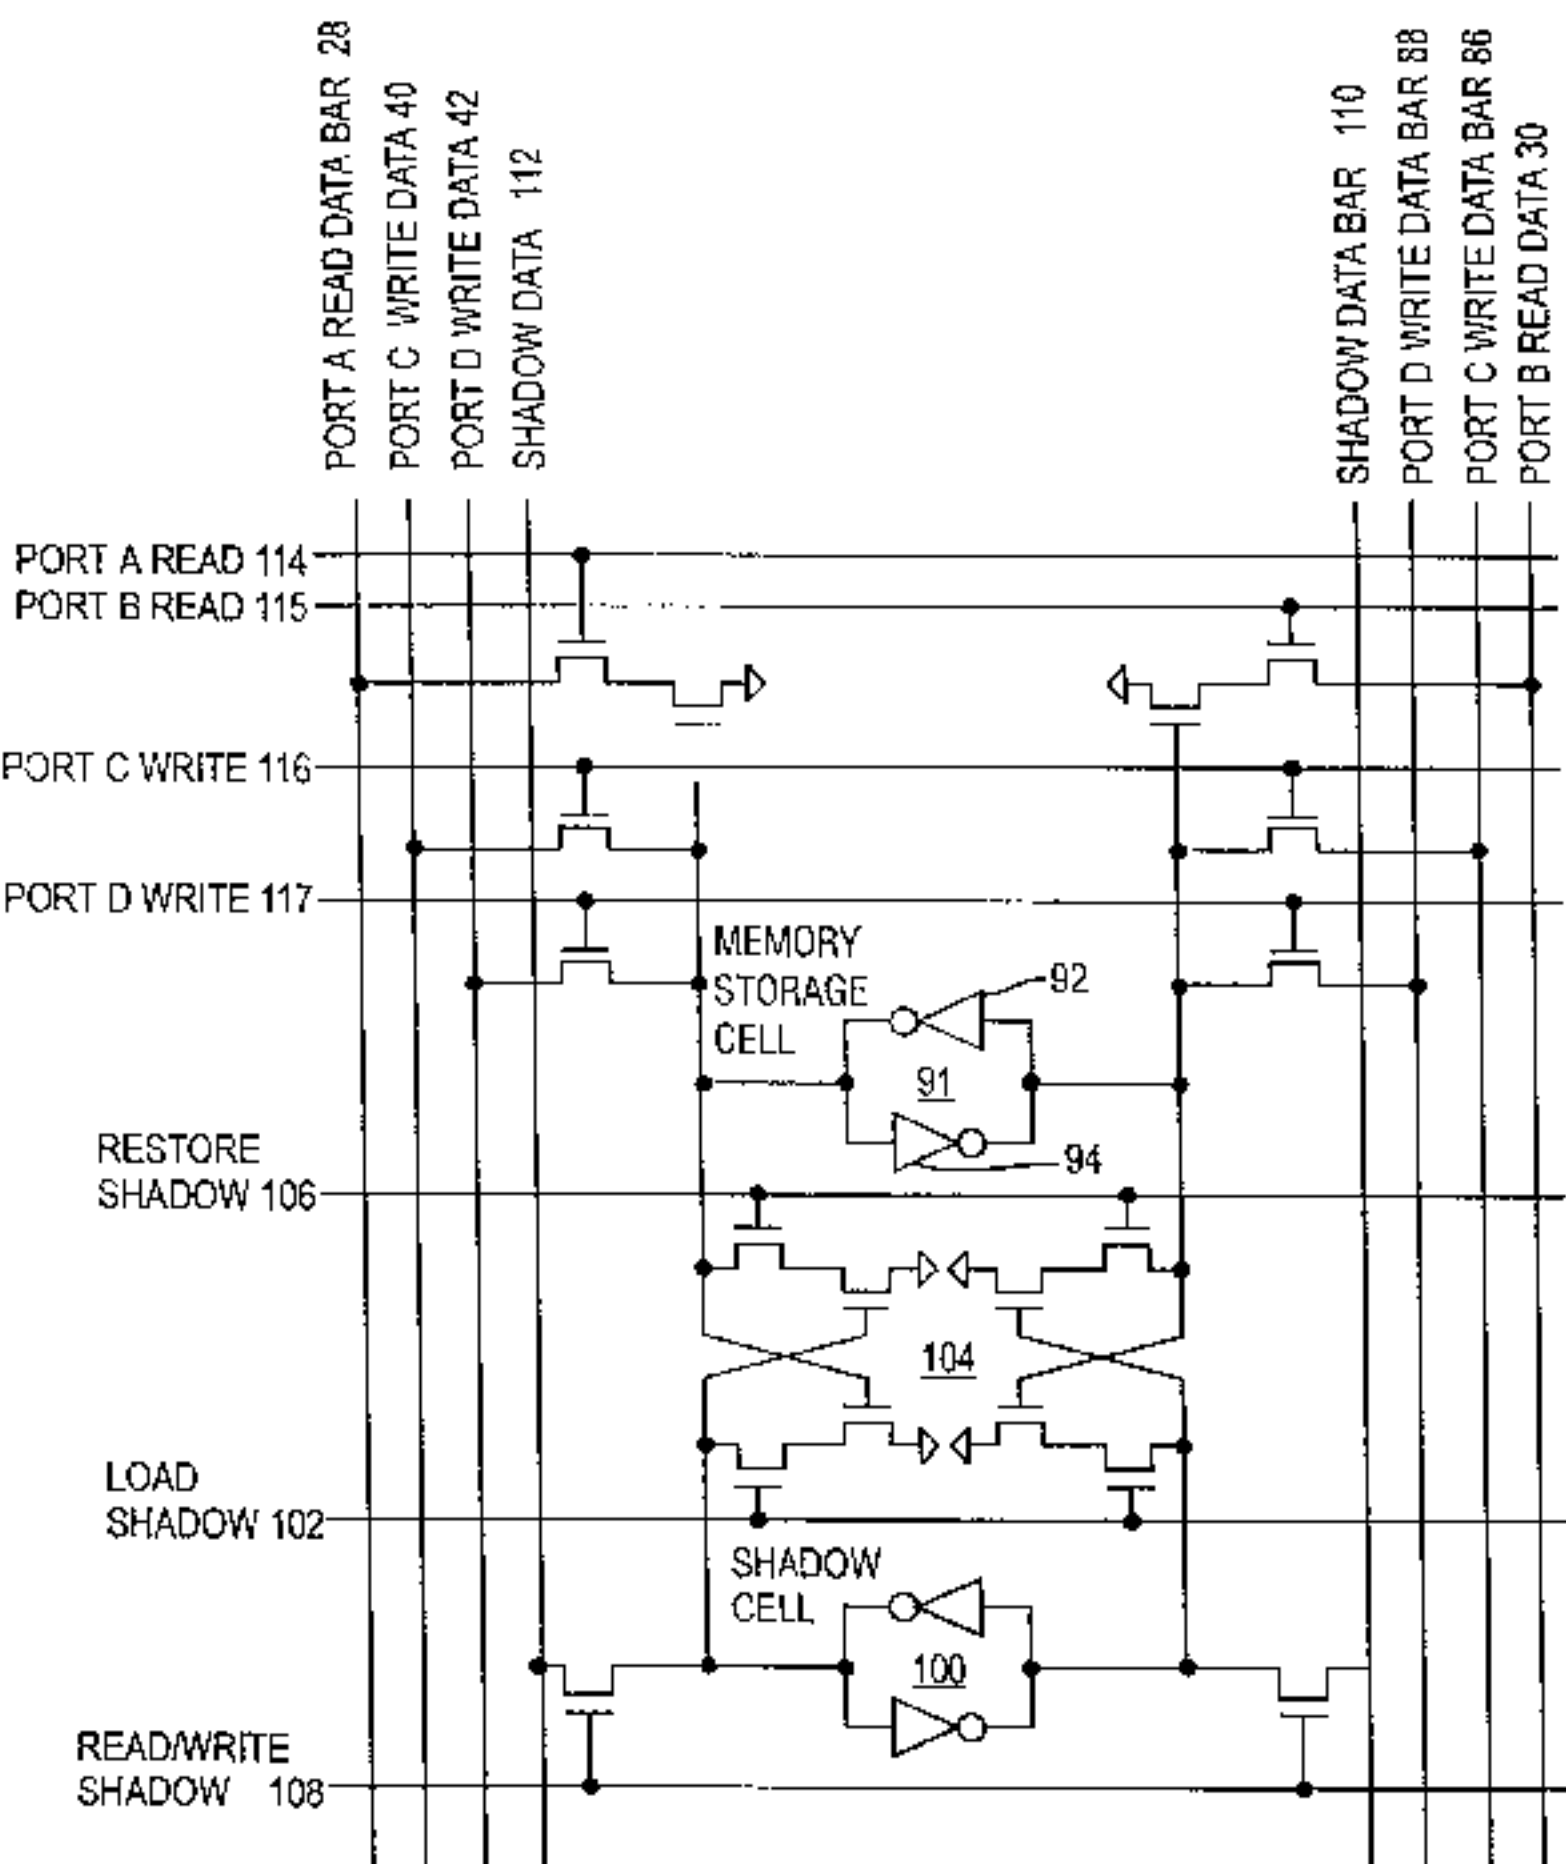 PORT A READ DATA BAR 28
PORT C WRITE DATA 40
PORT D WRITE DATA 42
SHADOW DATA 112
SHADOW DATA BAR 110
PORT D WRITE DATA BAR 88
PORT C WRITE DATA BAR 86
PORT B READ DATA 30
PORT A READ 114
PORT B READ 115
PORT C WRITE 116
PORT D WRITE 117
MEMORY
STORAGE
CELL
92
91
94
RESTORE
SHADOW 106
104
LOAD
SHADOW 102
SHADOW
CELL
100
READ/WRITE
SHADOW 108